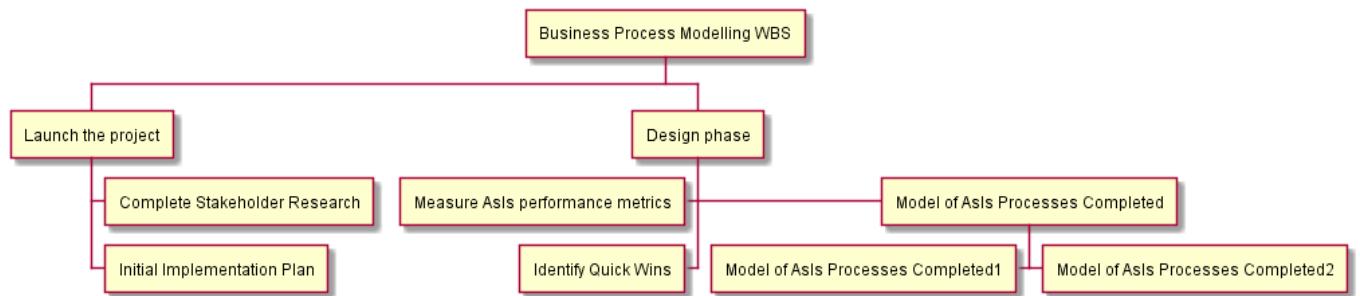 Business Process Modelling WBS
Launch the project
Design phase
Complete Stakeholder Research
Measure AsIs performance metrics
Model of AsIs Processes Completed
Initial Implementation Plan
Identify Quick Wins
Model of AsIs Processes Completed1
Model of AsIs Processes Completed2